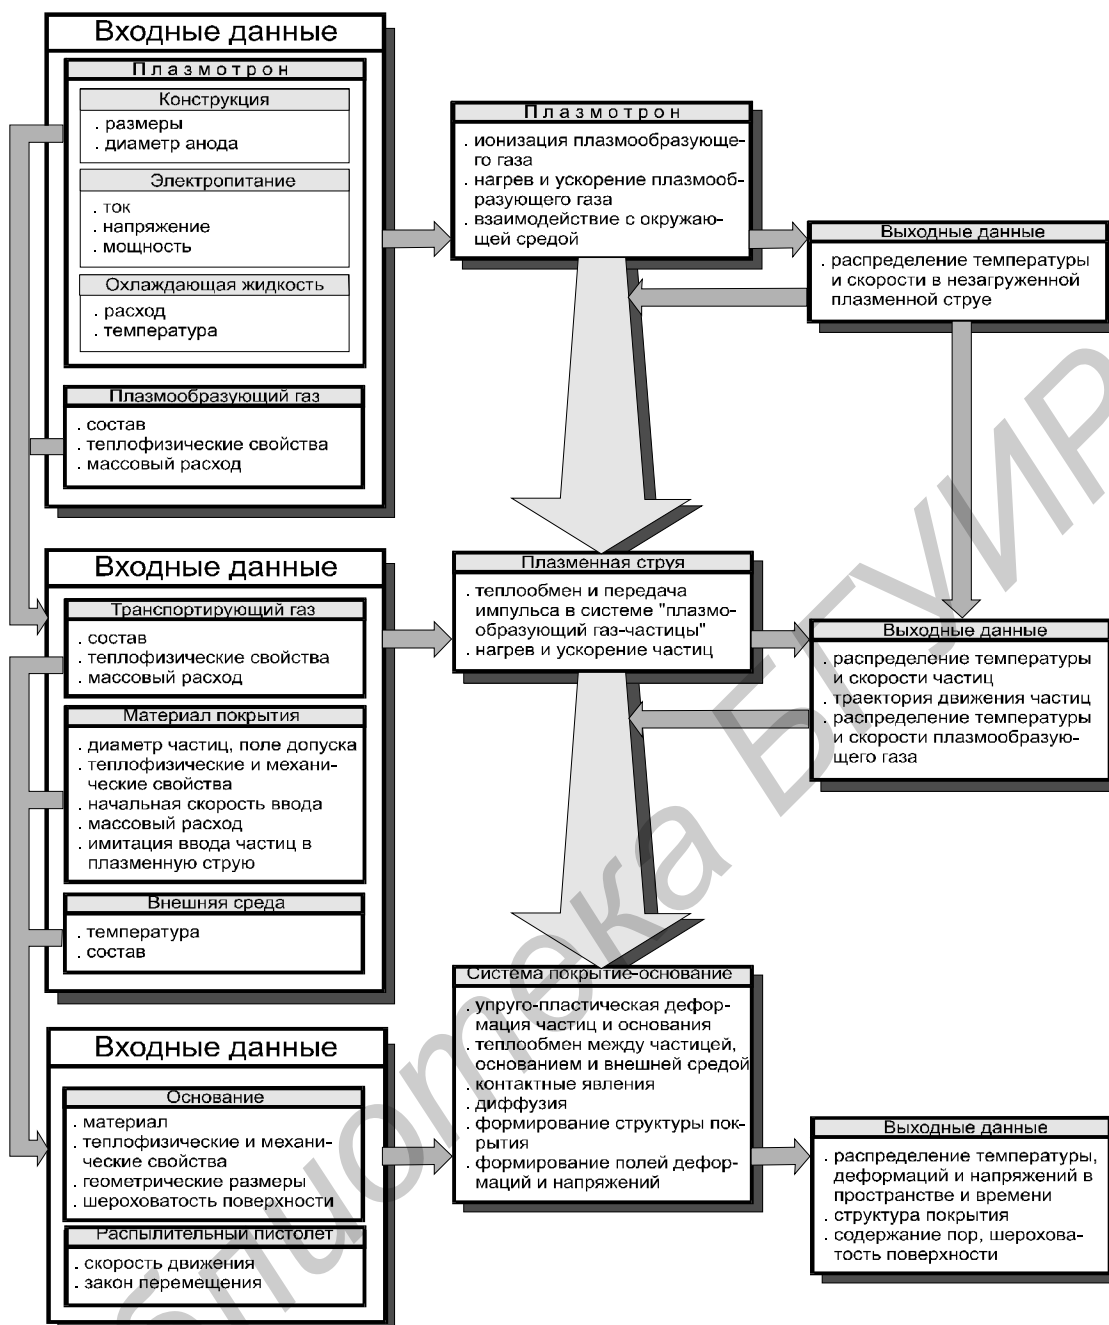 Входные данные
Плазмотрон
Конструкция
. размеры
. диаметр анода
Электропитание
. ток
. напряжение
. мощность
Охлаждающая жидкость
. расход
. температура
Плазмообразующий газ
. состав
. теплофизические свойства
. массовый расход
Плазмотрон
. ионизация плазмообразующе-
го газа
. нагрев и ускорение плазмооб-
разующего газа
. взаимодействие с окружаю-
щей средой
Выходные данные
. распределение температуры
и скорости в незагруженной
плазменной струе
Входные данные
Транспортирующий газ
. состав
. теплофизические свойства
. массовый расход
Материал покрытия
. диаметр частиц, поле допуска
. теплофизические и механи-
ческие свойства
. начальная скорость ввода
. массовый расход
. имитация ввода частиц в
плазменную струю
Внешняя среда
. температура
. состав
Плазменная струя
. теплообмен и передача
импульса в системе "плазмо-
образующий газ-частицы"
. нагрев и ускорение частиц
Выходные данные
. распределение температуры
и скорости частиц
. траектория движения частиц
. распределение температуры
и скорости плазмообразую-
щего газа
Входные данные
Основание
. материал
. теплофизические и механи-
ческие свойства
. геометрические размеры
. шероховатость поверхности
Распылительный пистолет
. скорость движения
. закон перемещения
Система покрытие-основание
. упруго-пластическая дефор-
мация частиц и основания
. теплообмен между частицей,
основанием и внешней средой
. контактные явления
. диффузия
. формирование структуры пок-
рытия
. формирование полей дефор-
маций и напряжений
Выходные данные
. распределение температуры,
деформаций и напряжений в
пространстве и времени
. структура покрытия
. содержание пор, шерохова-
тость поверхности
Библиотека БГУИР